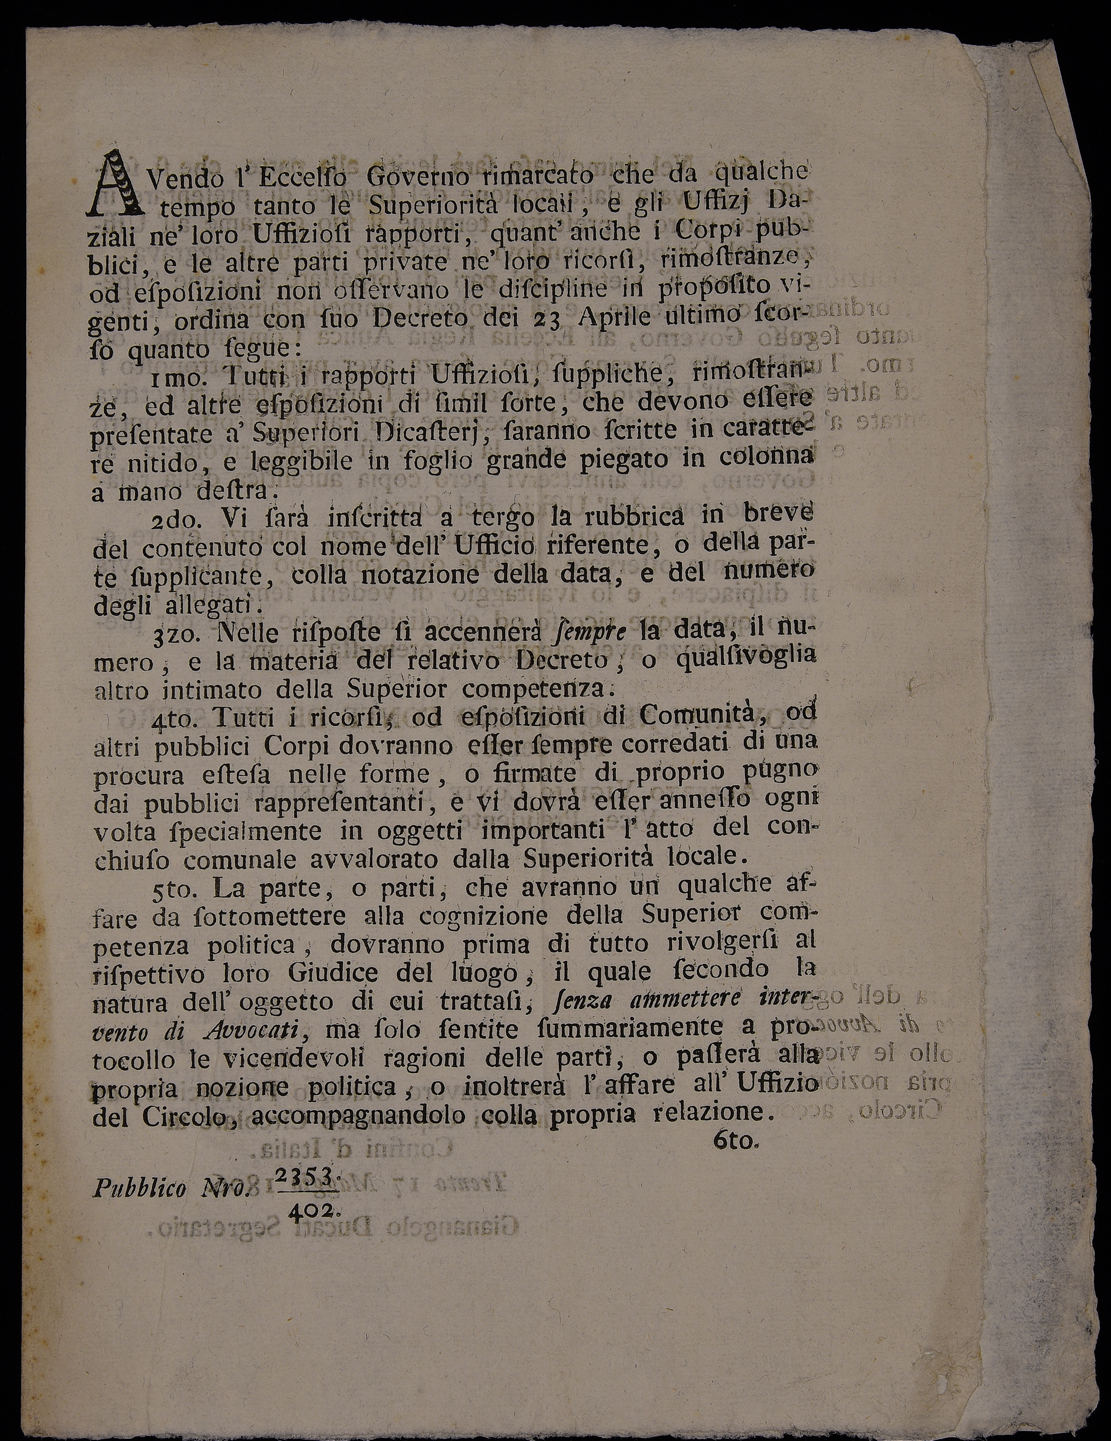 AVendo l' Eccelſo Governo rimarcato che da qualche
tempo tanto le Superiorità locali, e gli Uffizj Da-
ziali ne' loro Uffizioſi rapporti, quant' anche i Corpi pub-
blici, e le altre parti private ne' loro ricorſi, rimoſtranze,
od eſpoſizioni non oſſervano le diſcipline in propoſito vi-
genti, ordina con ſuo Decreto dei 23 Aprile ultimo ſcor-
ſo quanto ſegue:
1mo. Tutti i rapporti Uffizioſi, ſuppliche, rimoſtran-
ze, ed altre eſpoſizioni di ſimil ſorte, che devono eſſere
preſentate a' Superiori Dicaſterj, ſaranno ſcritte in caratte-
re nitido, e leggibile in foglio grande piegato in colonna
a mano deſtra.
2do. Vi ſarà inſcritta a tergo la rubbrica in breve
del contenuto col nome dell' Ufficio riferente, o della par-
te ſupplicante, colla notazione della data, e del numero
degli allegati.
3zo. Nelle riſpoſte ſi accennerà ſempre la data, il nu-
mero, e la materia del relativo Decreto, o qualſivoglia
altro intimato della Superior competenza.
4to. Tutti i ricorſi, od eſpoſizioni di Comunità, od
altri pubblici Corpi dovranno eſſer ſempre corredati di una
procura eſteſa nelle forme, o firmate di proprio pugno
dai pubblici rappreſentanti, e vi dovrà eſſer anneſſo ogni
volta ſpecialmente in oggetti importanti l' atto del con-
chiuſo comunale avvalorato dalla Superiorità locale.
5to. La parte, o parti, che avranno un qualche af-
fare da ſottomettere alla cognizione della Superior com-
petenza politica, dovranno prima di tutto rivolgerſi al
riſpettivo loro Giudice del luogo, il quale ſecondo la
natura dell' oggetto di cui trattaſi, ſenza ammettere inter-
vento di Avvocati, ma ſolo ſentite ſummariamente a pro-
tocollo le vicendevoli ragioni delle parti, o paſſerà alla
propria nozione politica, o inoltrerà l' affare all' Uffizio
del Circolo, accompagnandolo colla propria relazione.
6to.
Pubblico Nro. 2353.
402.